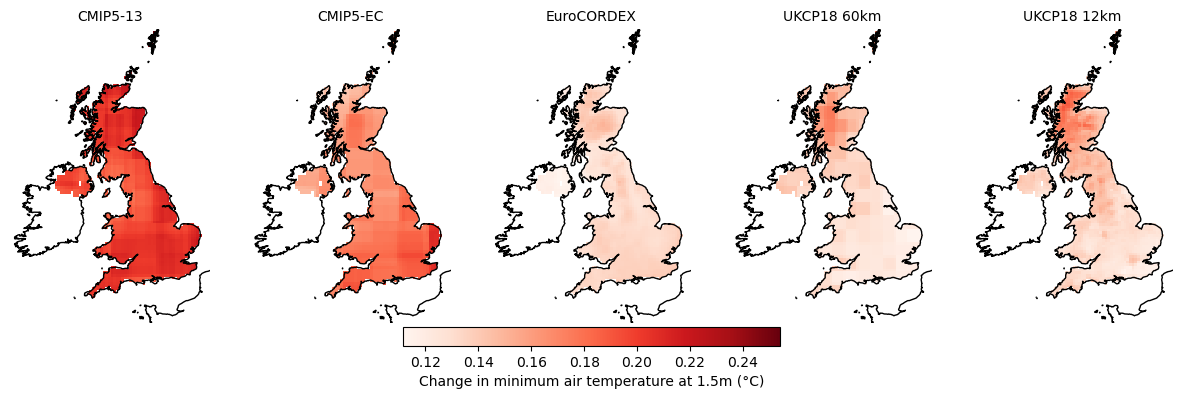 CMIP5-13 CMIP5-EC EuroCORDEX UKCP18 60km UKCP18 12km
0.12 0.14 0.16 0.18 0.20 0.22 0.24
Change in minimum air temperature at 1.5m (°C)